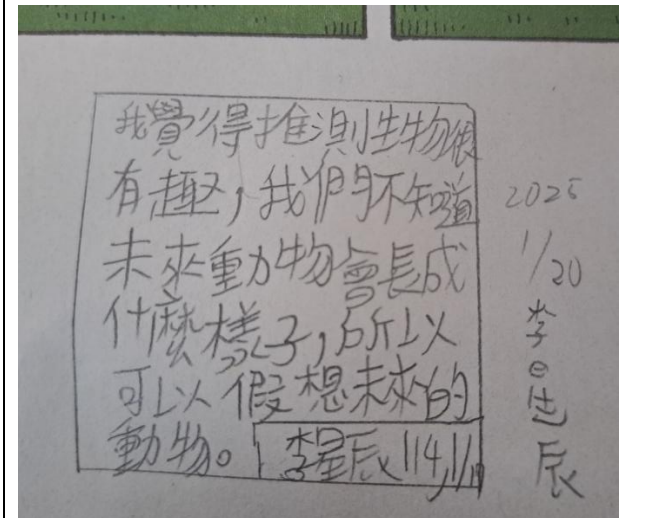 我覺得推測生物很
有趣，我們不知道
未來動物會長成
什麼樣子，所以
可以假想未來的
動物。
李星辰 114,1/19
2025
1/20
李星辰